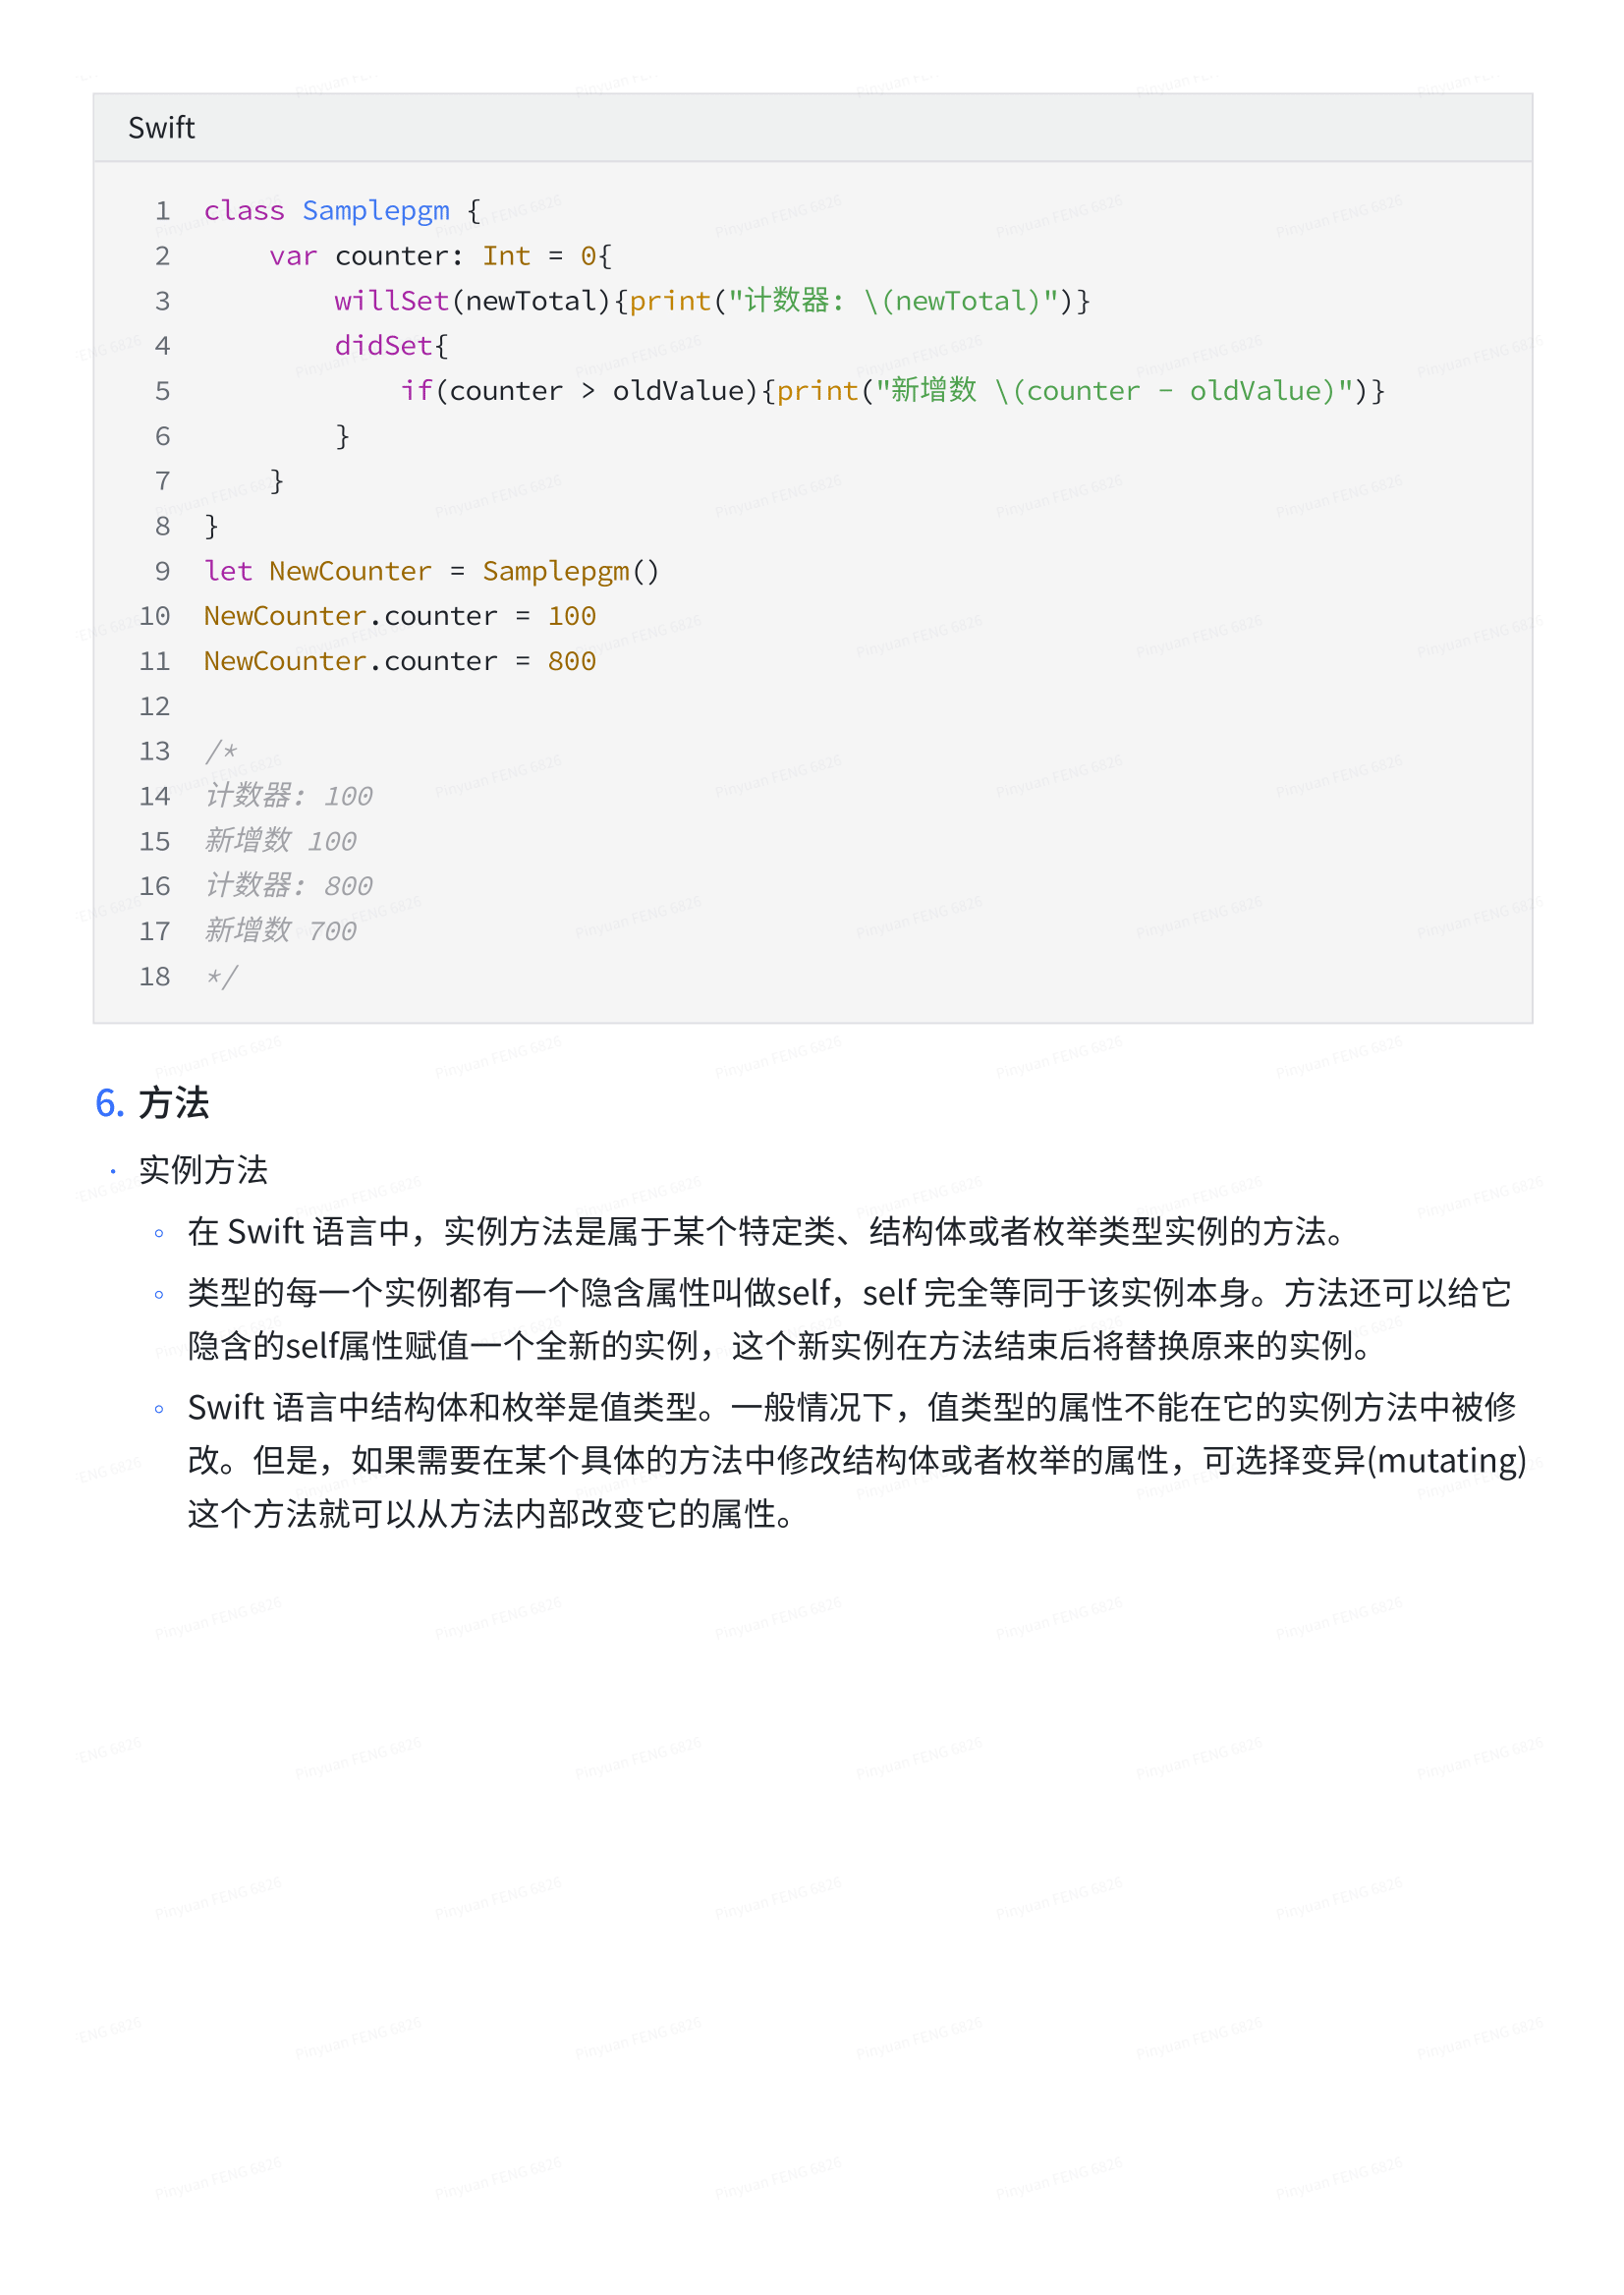 Swift
1 class Samplepgm {
2     var counter: Int = 0{
3         willSet(newTotal){print("计数器: \(newTotal)")}
4         didSet{
5             if(counter > oldValue){print("新增数 \(counter - oldValue)")}
6         }
7     }
8 }
9 let NewCounter = Samplepgm()
10 NewCounter.counter = 100
11 NewCounter.counter = 800
12
13 /*
14 计数器: 100
15 新增数 100
16 计数器: 800
17 新增数 700
18 */
6. 方法
• 实例方法
◦ 在 Swift 语言中，实例方法是属于某个特定类、结构体或者枚举类型实例的方法。
◦ 类型的每一个实例都有一个隐含属性叫做self，self 完全等同于该实例本身。方法还可以给它
隐含的self属性赋值一个全新的实例，这个新实例在方法结束后将替换原来的实例。
◦ Swift 语言中结构体和枚举是值类型。一般情况下，值类型的属性不能在它的实例方法中被修
改。但是，如果需要在某个具体的方法中修改结构体或者枚举的属性，可选择变异(mutating)
这个方法就可以从方法内部改变它的属性。
Pinyuan FENG 6826